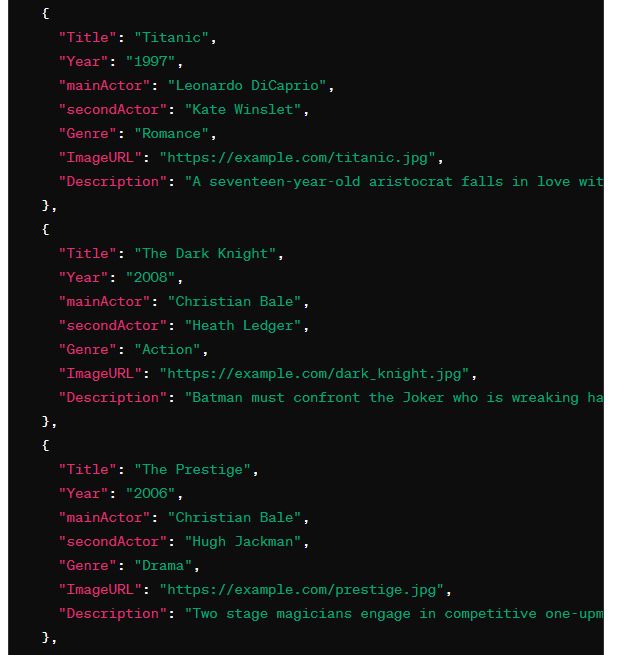 {
"Title": "Titanic",
"Year": "1997",
"mainActor": "Leonardo DiCaprio",
"secondActor": "Kate Winslet",
"Genre": "Romance",
"ImageURL": "https://example.com/titanic.jpg",
"Description": "A seventeen-year-old aristocrat falls in love wit
},
{
"Title": "The Dark Knight",
"Year": "2008",
"mainActor": "Christian Bale",
"secondActor": "Heath Ledger",
"Genre": "Action",
"ImageURL": "https://example.com/dark_knight.jpg",
"Description": "Batman must confront the Joker who is wreaking ha
},
{
"Title": "The Prestige",
"Year": "2006",
"mainActor": "Christian Bale",
"secondActor": "Hugh Jackman",
"Genre": "Drama",
"ImageURL": "https://example.com/prestige.jpg",
"Description": "Two stage magicians engage in competitive one-upm
},